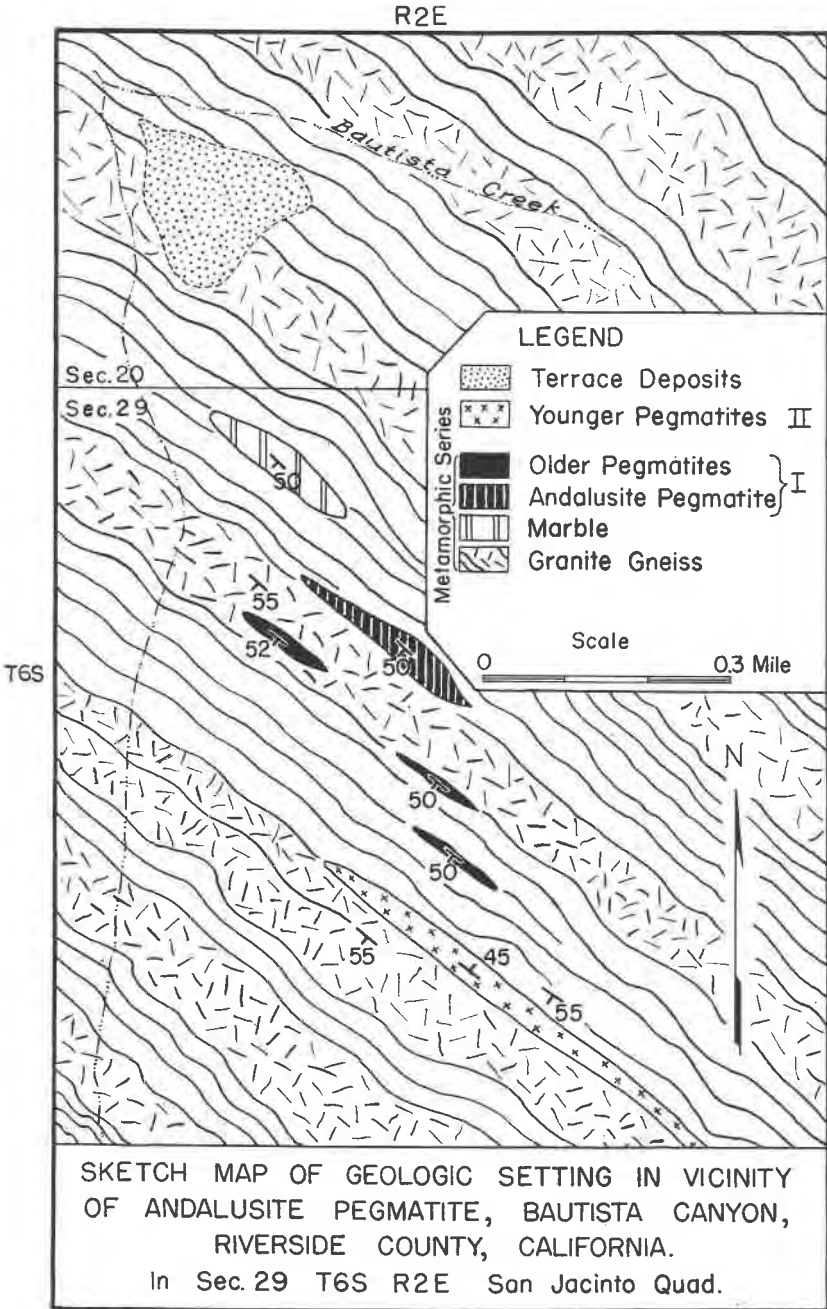 R2E
Bautista Creek
LEGEND
Terrace Deposits
Younger Pegmatites II
Older Pegmatites
Andalusite Pegmatite
} I
Marble
Granite Gneiss
Metamorphic Series
Scale
0 0.3 Mile
Sec. 20
Sec. 29
50
55
52
50
T6S
N
50
50
55
45
55
SKETCH MAP OF GEOLOGIC SETTING IN VICINITY
OF ANDALUSITE PEGMATITE, BAUTISTA CANYON,
RIVERSIDE COUNTY, CALIFORNIA.
In Sec. 29 T6S R2E San Jacinto Quad.